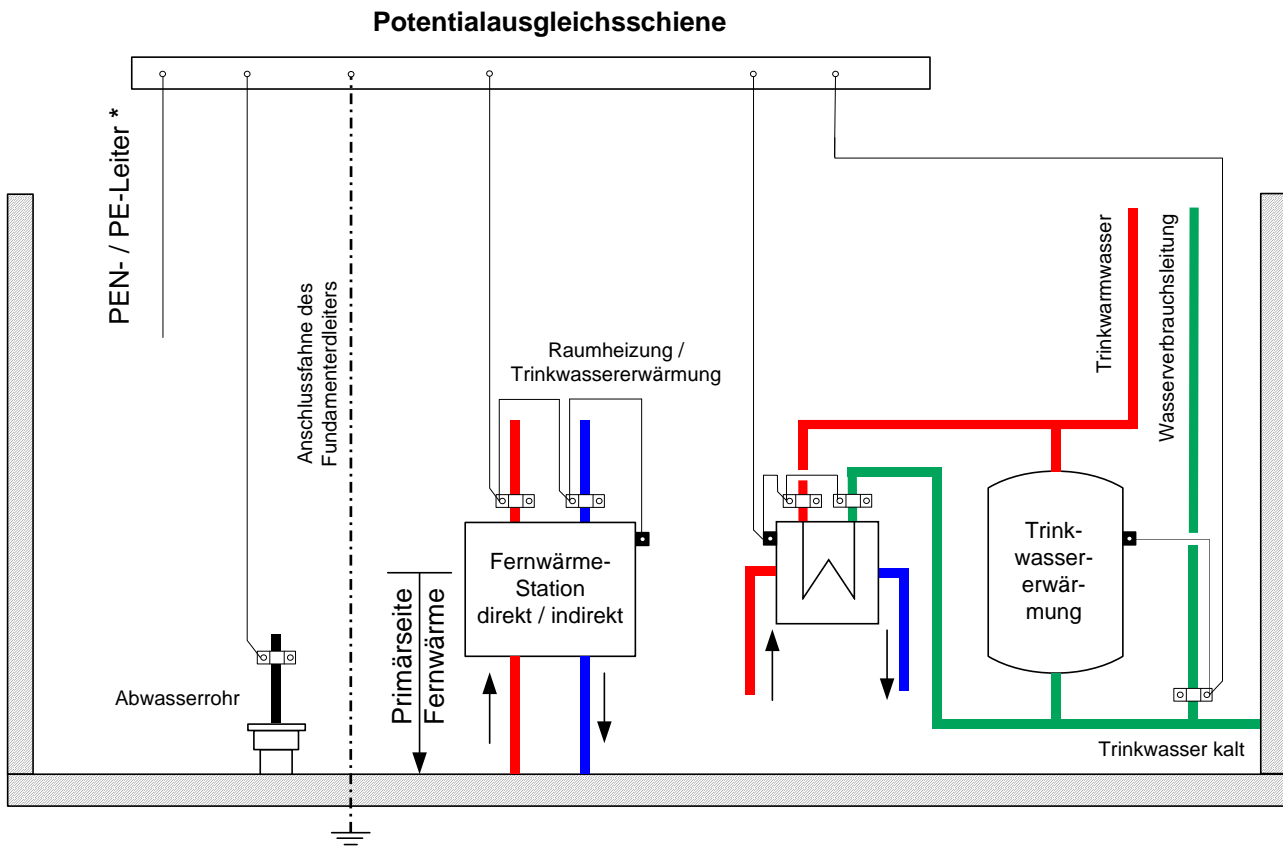 Potentialausgleichsschiene
PEN- / PE-Leiter *
Anschlussfahne des
Fundamenterdleiters
Raumheizung /
Trinkwassererwärmung
Trinkwarmwasser
Wasserverbrauchsleitung
Fernwärme-
Station
direkt / indirekt
Trink-
wasser-
erwär-
mung
Primärseite
Fernwärme
Abwasserrohr
Trinkwasser kalt